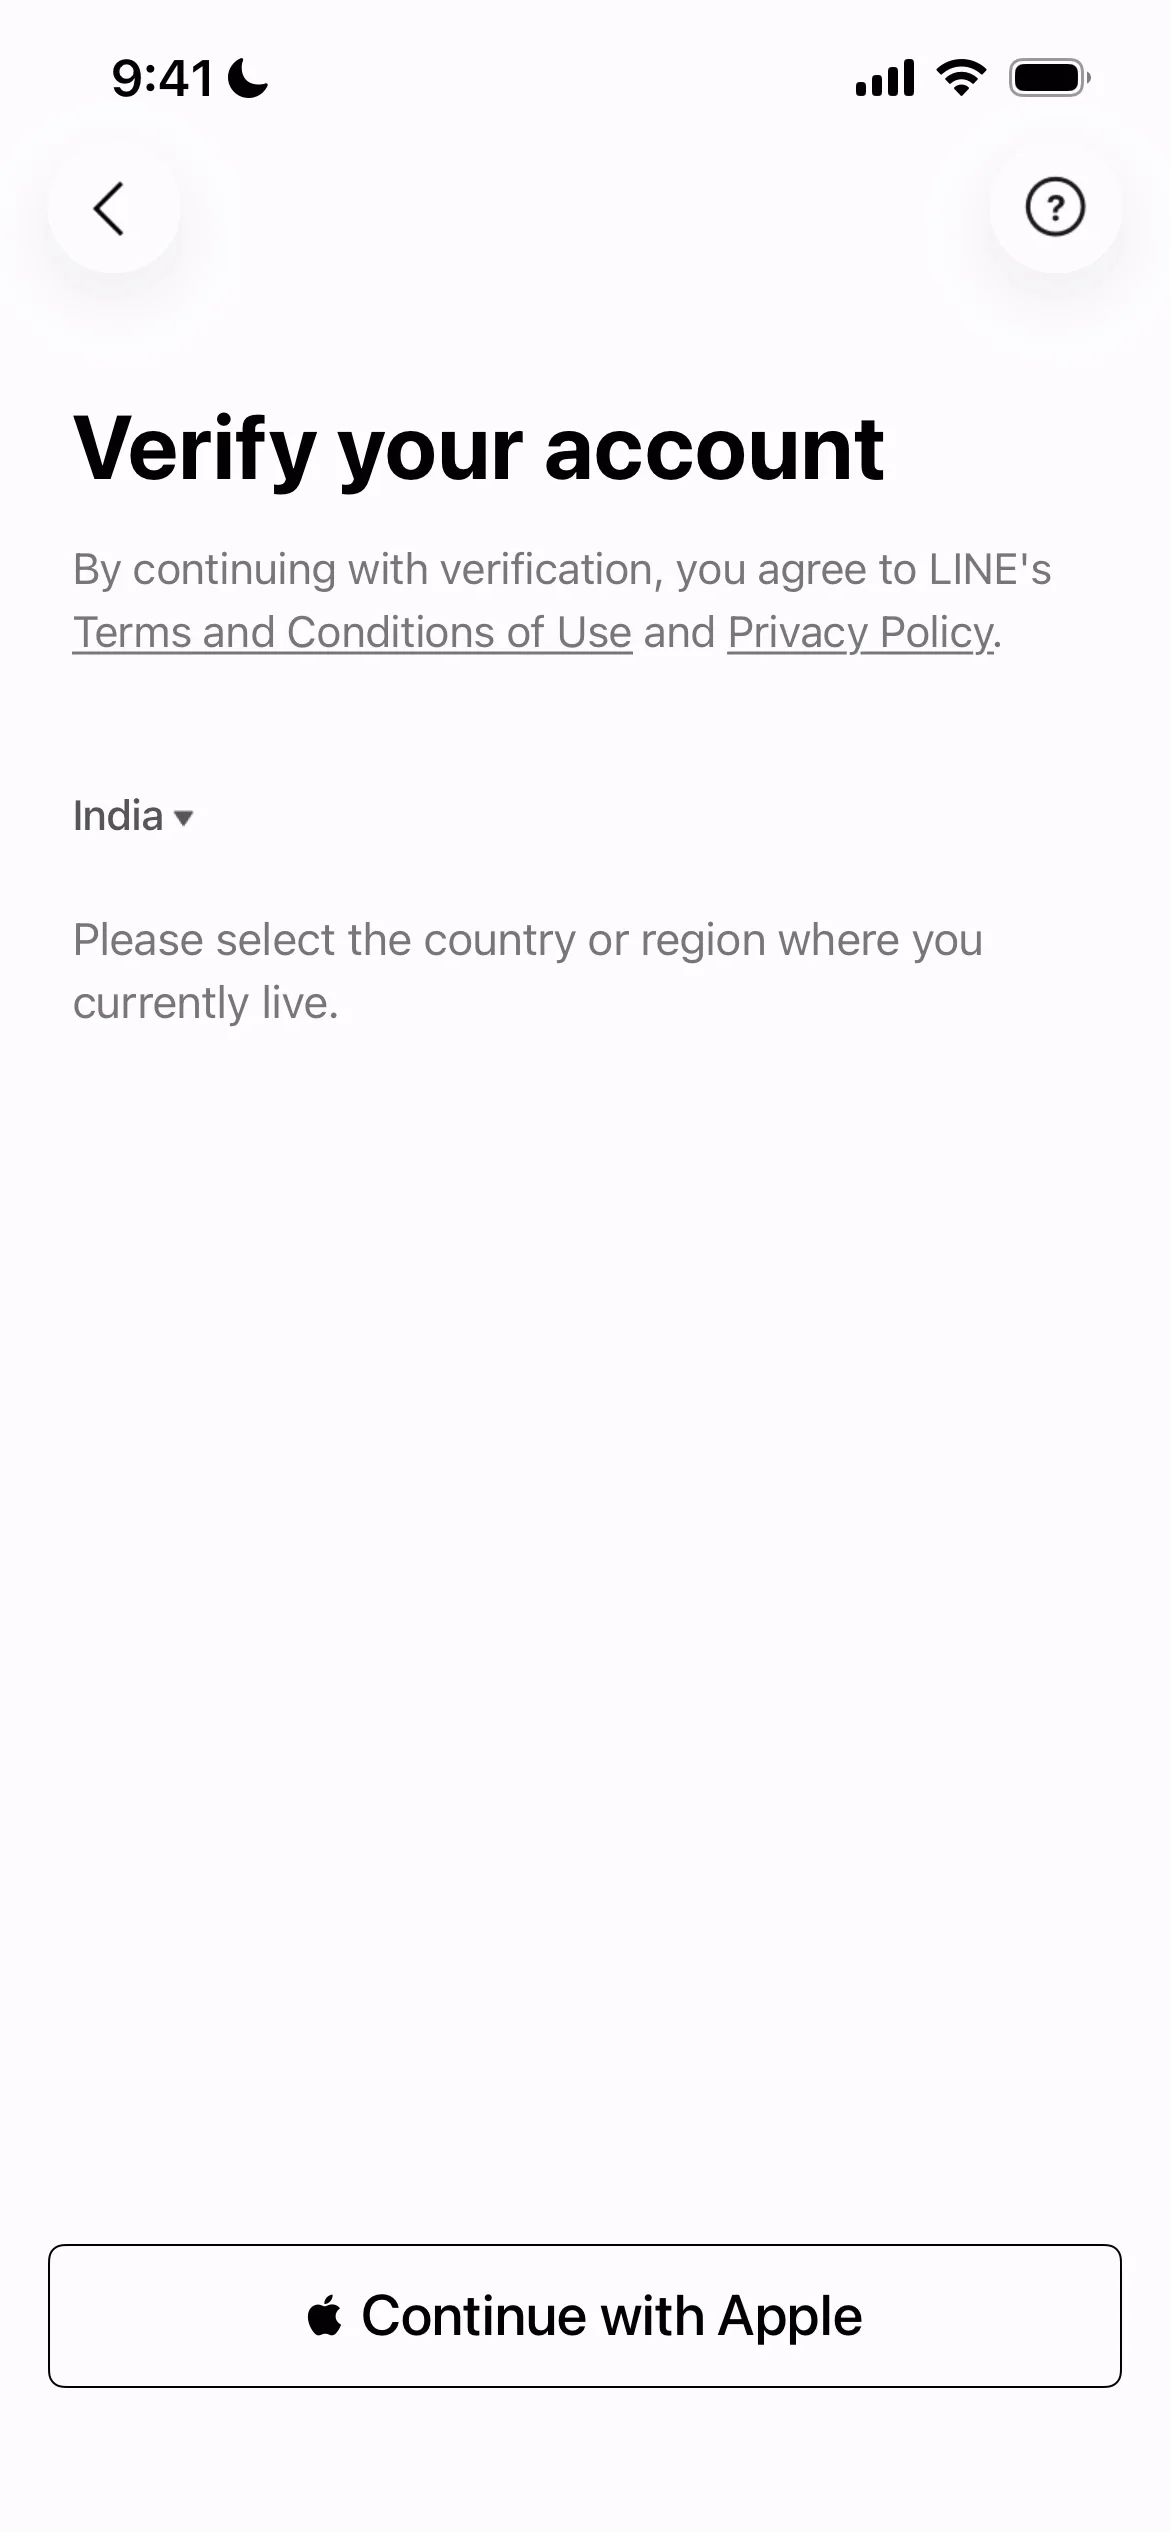 9:41
?
Verify your account
By continuing with verification, you agree to LINE's
Terms and Conditions of Use and Privacy Policy.
India
Please select the country or region where you
currently live.
Continue with Apple